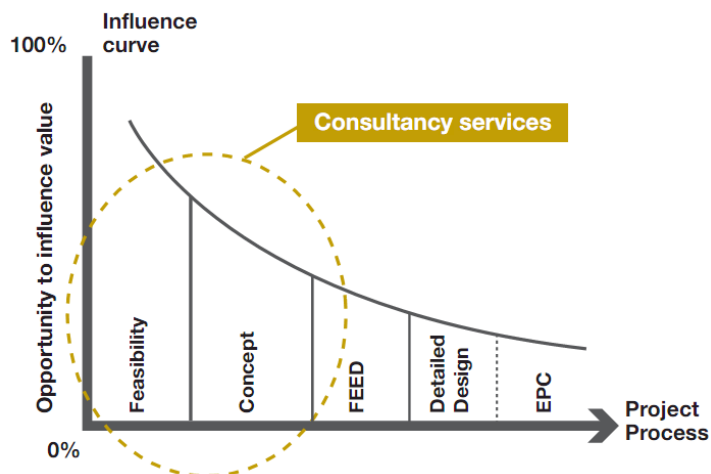 Influence
curve
100%
Consultancy services
Opportunity to influence value
Feasibility
Concept
FEED
Detailed
Design
EPC
Project
Process
0%